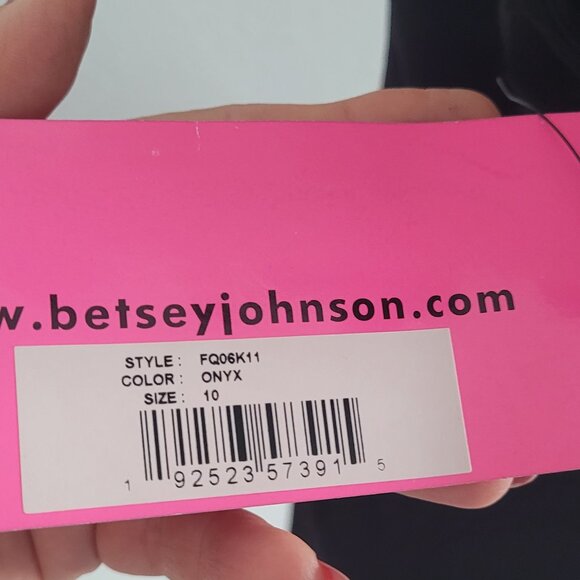 w.betseyjohnson.com
STYLE : FQ06K11
COLOR : ONYX
SIZE : 10
1 92523 57391 5